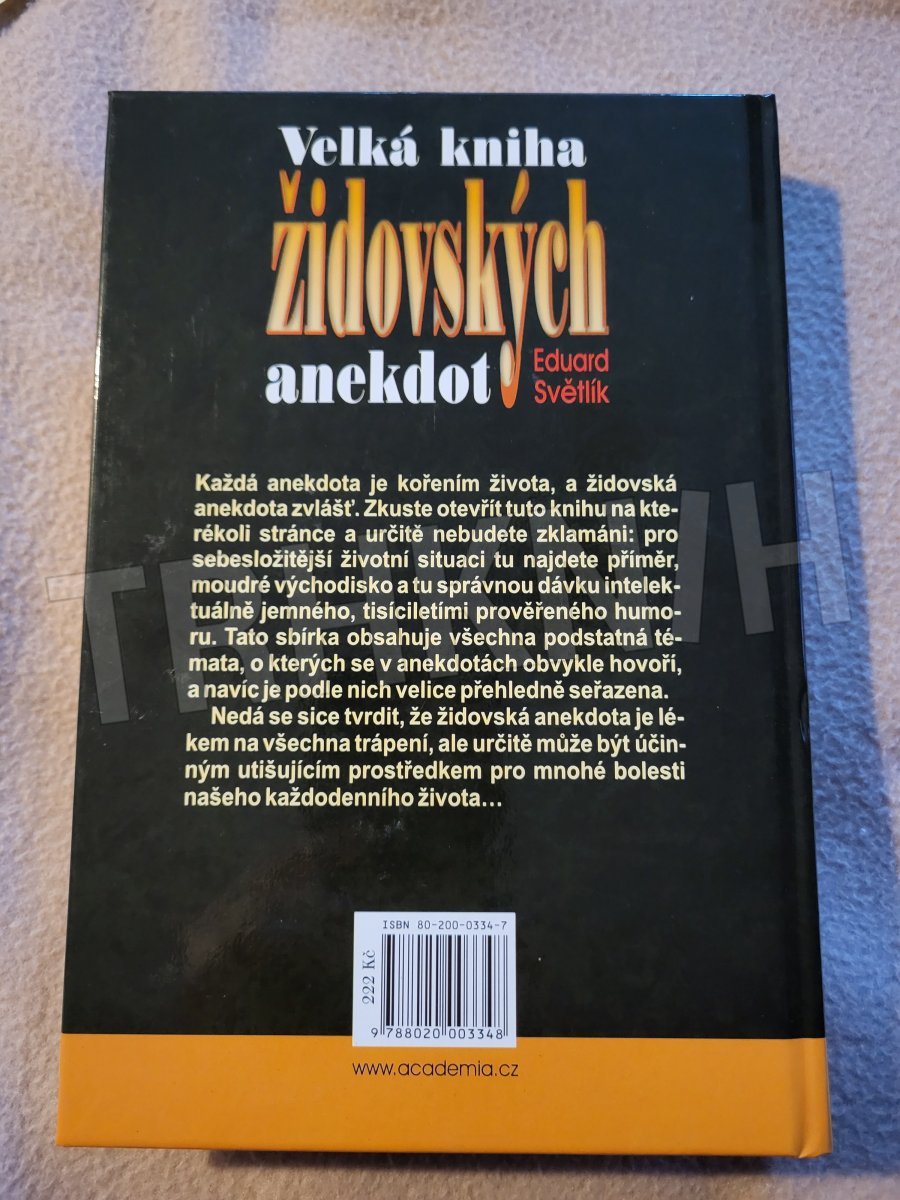 Velká kniha
židovských
anekdot
Eduard
Světlík
Každá anekdota je kořením života, a židovská
anekdota zvlášť. Zkuste otevřít tuto knihu na kte-
rékoli stránce a určitě nebudete zklamáni: pro
sebesložitější životní situaci tu najdete příměr,
moudré východisko a tu správnou dávku intelek-
tuálně jemného, tisíciletími prověřeného humo-
ru. Tato sbírka obsahuje všechna podstatná té-
mata, o kterých se v anekdotách obvykle hovoří,
a navíc je podle nich velice přehledně seřazena.
Nedá se sice tvrdit, že židovská anekdota je lé-
kem na všechna trápení, ale určitě může být účin-
ným utišujícím prostředkem pro mnohé bolesti
našeho každodenního života...
ISBN 80-200-0334-7
222 Kč
9 788020 003348
www.academia.cz